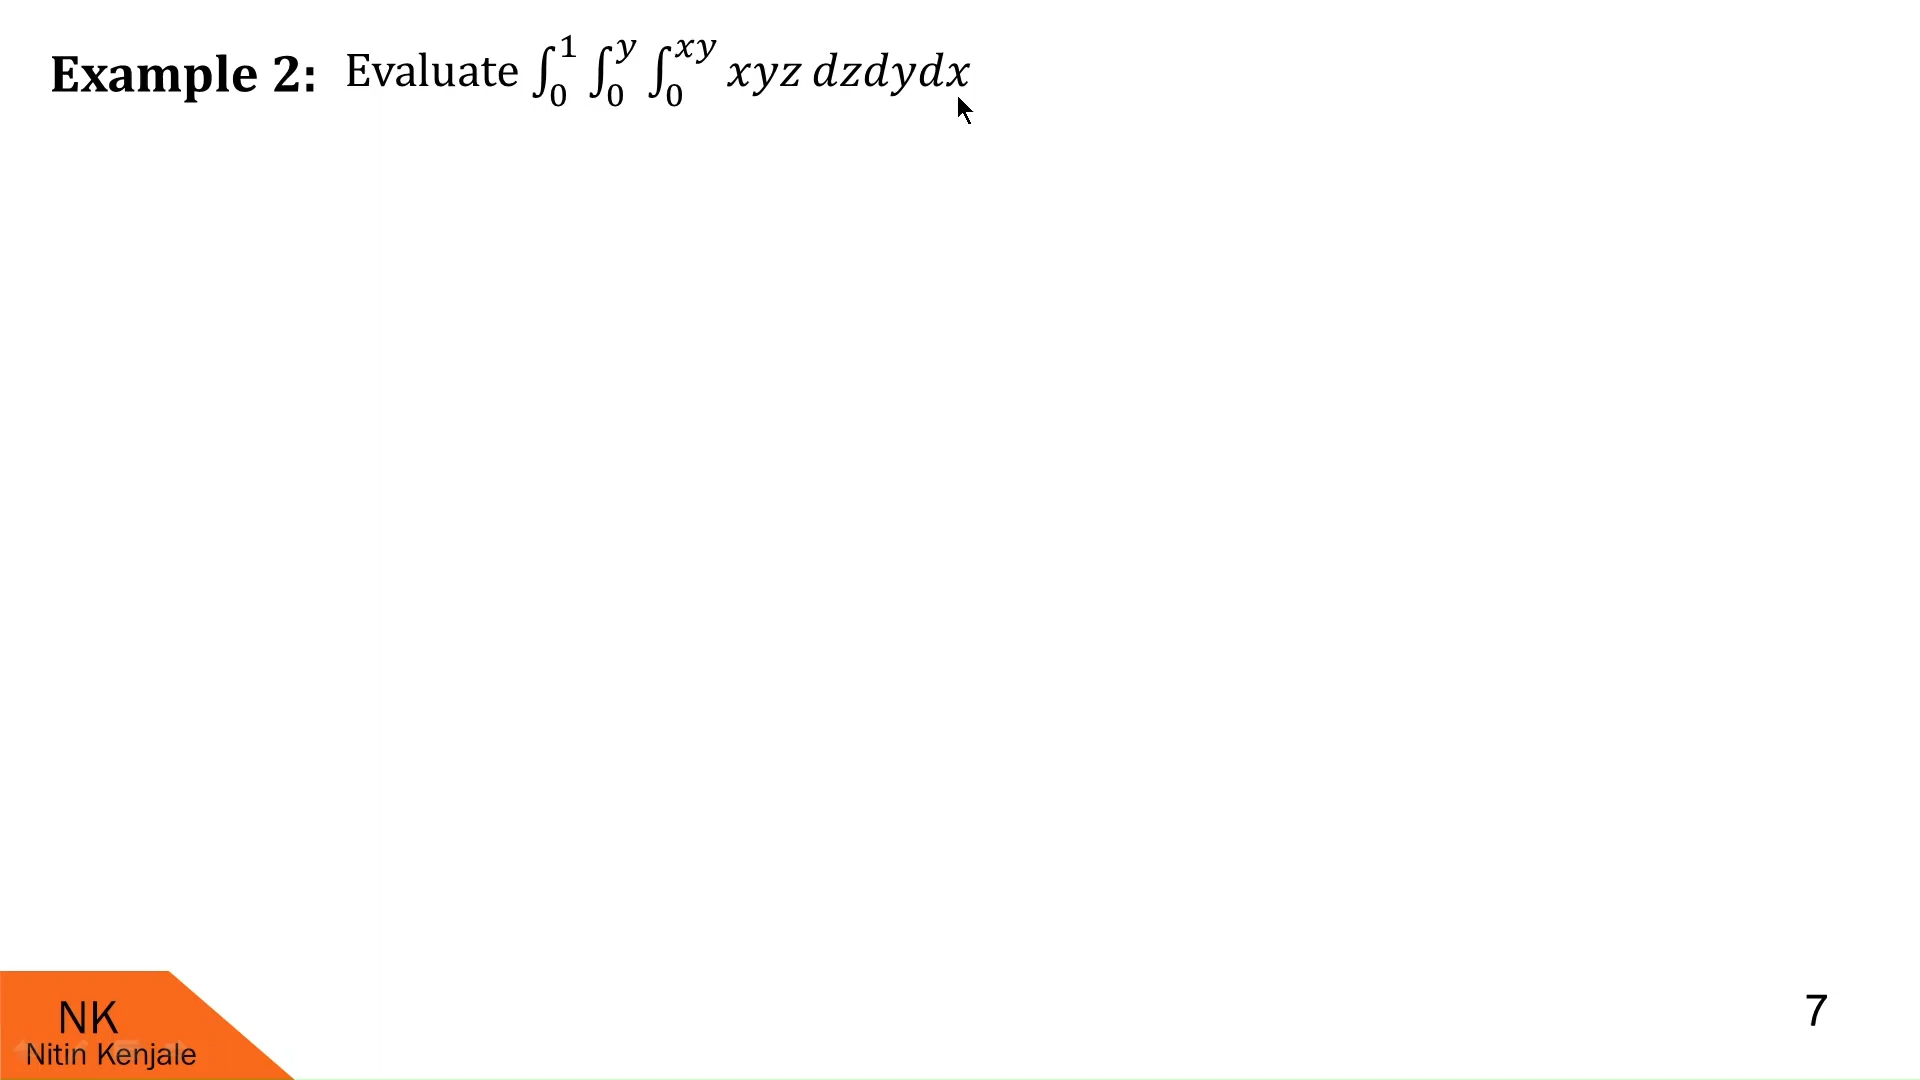 Example 2: Evaluate ∫₀¹ ∫₀ʸ ∫₀ˣʸ xyz dzdydx
NK
Nitin Kenjale
7